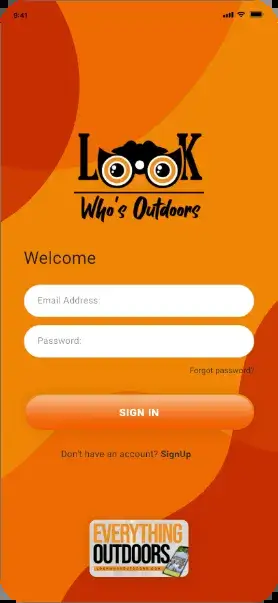 9:41
LOOK
Who's Outdoors
Welcome
Email Address:
Password:
Forgot password?
SIGN IN
Don't have an account? SignUp
EVERYTHING
OUTDOORS